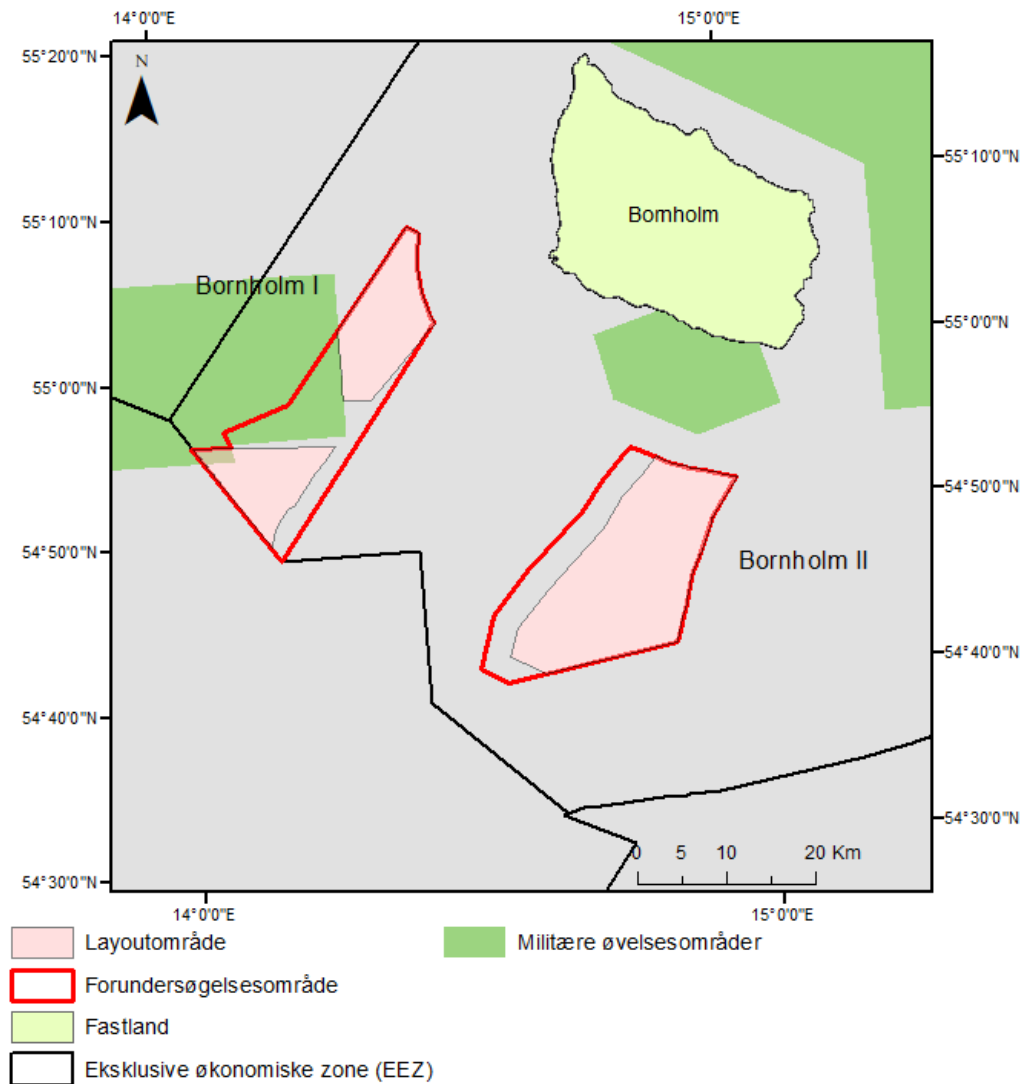 14°0'0"E 15°0'0"E
55°20'0"N
N
55°10'0"N
Bornholm
55°10'0"N
Bornholm I
55°0'0"N
55°0'0"N
54°50'0"N
54°50'0"N
Bornholm II
54°40'0"N
54°40'0"N
54°30'0"N
0 5 10 20 Km
54°30'0"N
14°0'0"E 15°0'0"E
Layoutområde
Militære øvelsesområder
Forundersøgelsesområde
Fastland
Eksklusive økonomiske zone (EEZ)